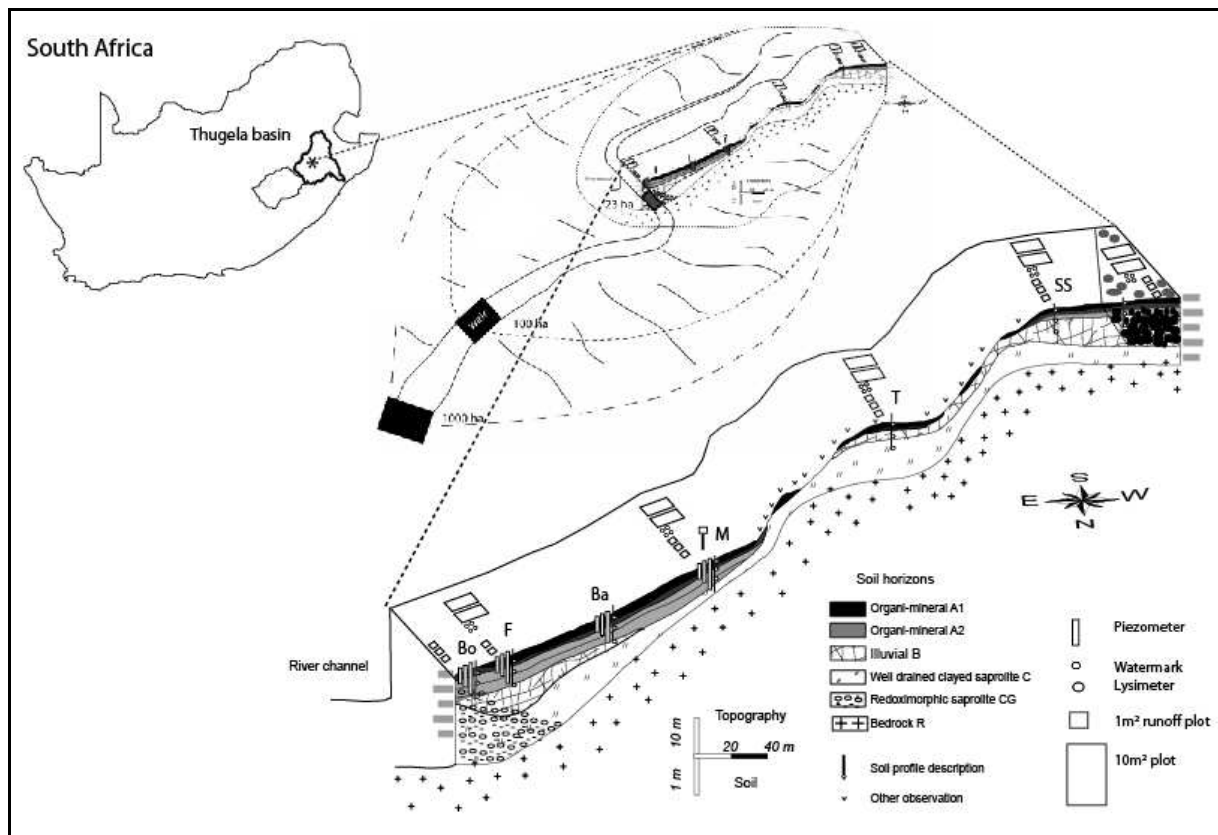 South Africa
Thugela basin
23 ha
weir
100 ha
1000 ha
SS
T
M
Ba
F
Bo
River channel
S
E
W
N
Soil horizons
Organi-mineral A1
Organi-mineral A2
Illuvial B
Well drained clayed saprolite C
Redoximorphic saprolite CG
Bedrock R
Soil profile description
Other observation
Piezometer
Watermark
Lysimeter
1m² runoff plot
10m² plot
Topography
10 m
20 40 m
1 m
Soil